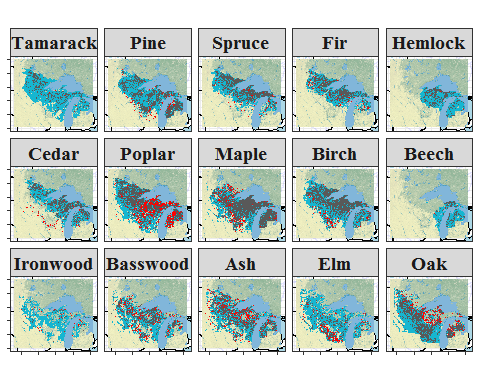 Tamarack Pine Spruce Fir Hemlock
Cedar Poplar Maple Birch Beech
Ironwood Basswood Ash Elm Oak